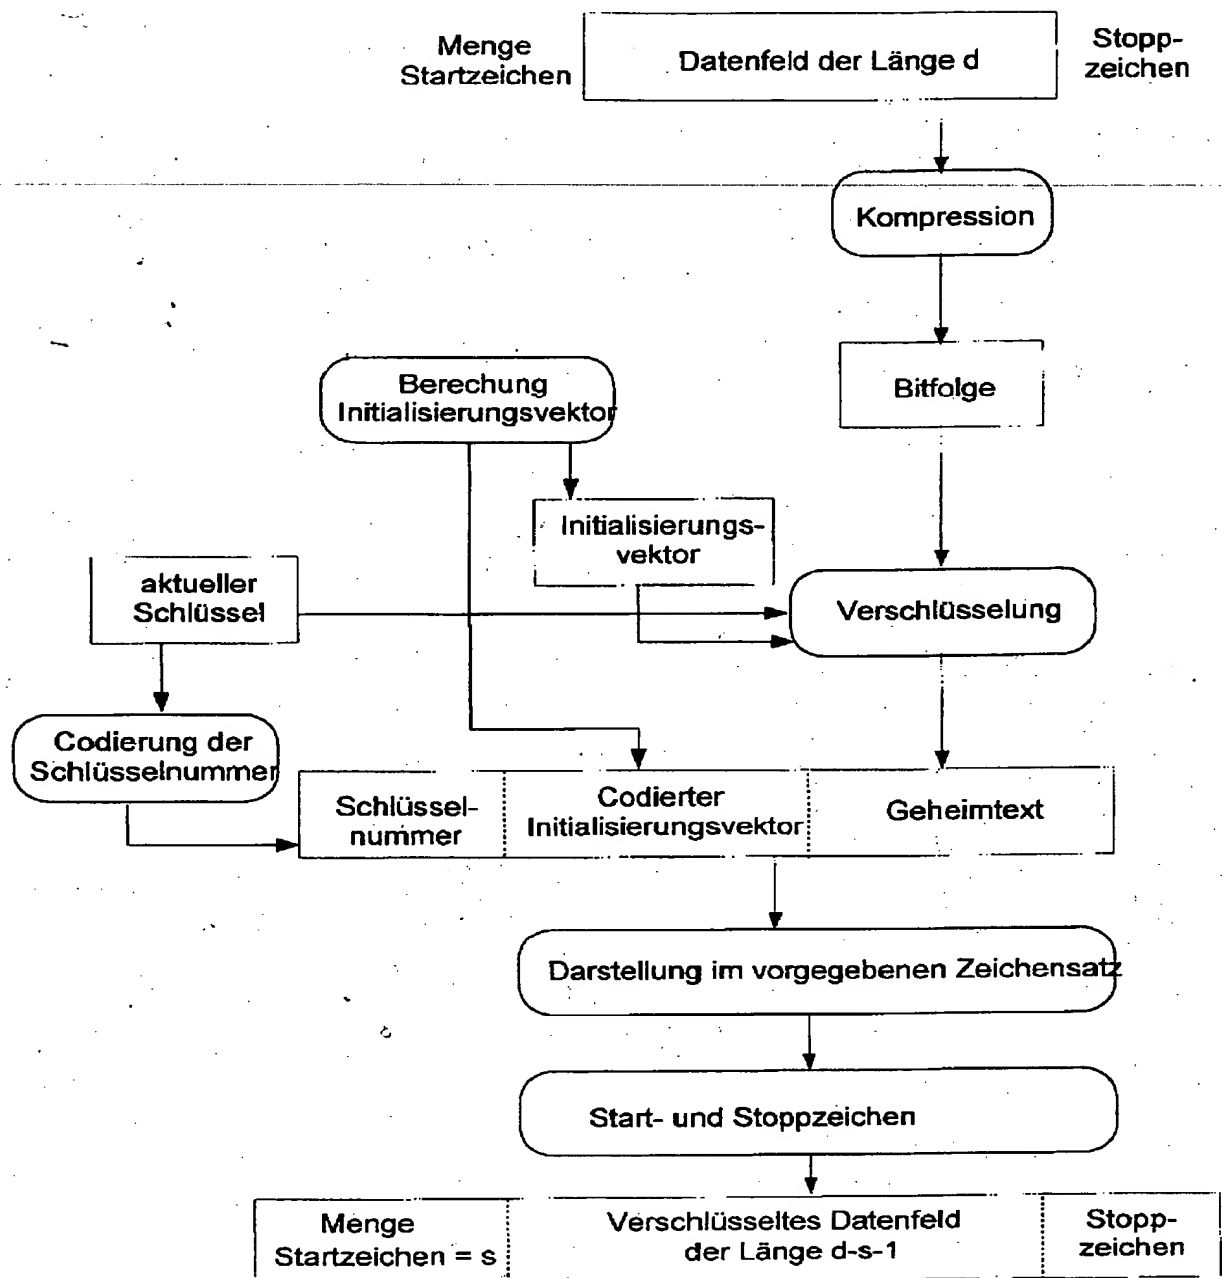 Menge
Startzeichen
Datenfeld der Länge d
Stopp-
zeichen
Kompression
Berechung
Initialisierungsvektor
Bitfolge
Initialisierungs-
vektor
aktueller
Schlüssel
Verschlüsselung
Codierung der
Schlüsselnummer
Schlüssel-
nummer
Codierter
Initialisierungsvektor
Geheimtext
Darstellung im vorgegebenen Zeichensatz
Start- und Stoppzeichen
Menge
Startzeichen = s
Verschlüsseltes Datenfeld
der Länge d-s-1
Stopp-
zeichen